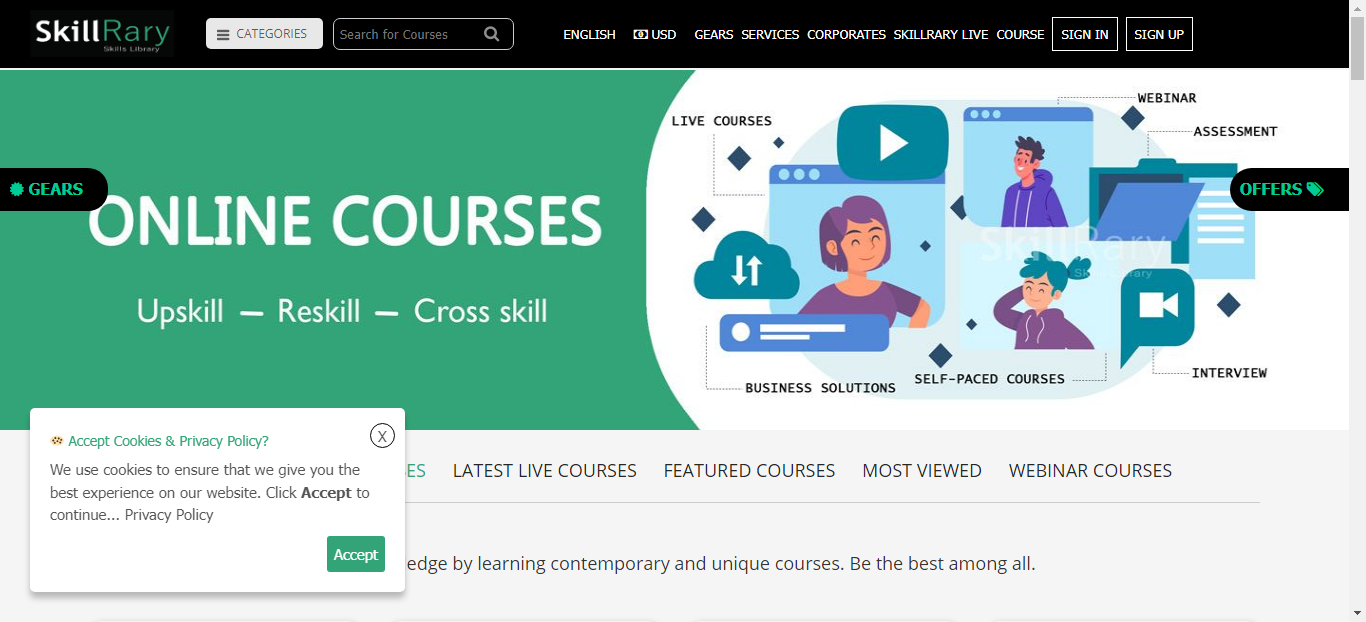 SkillRary
Skills Library
CATEGORIES
Search for Courses
ENGLISH
USD
GEARS
SERVICES
CORPORATES
SKILLRARY LIVE
COURSE
SIGN IN
SIGN UP
GEARS
OFFERS
ONLINE COURSES
Upskill — Reskill — Cross skill
LIVE COURSES
WEBINAR
ASSESSMENT
SkillRary
BUSINESS SOLUTIONS
SELF-PACED COURSES
INTERVIEW
Accept Cookies & Privacy Policy?
X
We use cookies to ensure that we give you the
best experience on our website. Click Accept to
continue... Privacy Policy
Accept
LATEST LIVE COURSES
FEATURED COURSES
MOST VIEWED
WEBINAR COURSES
edge by learning contemporary and unique courses. Be the best among all.